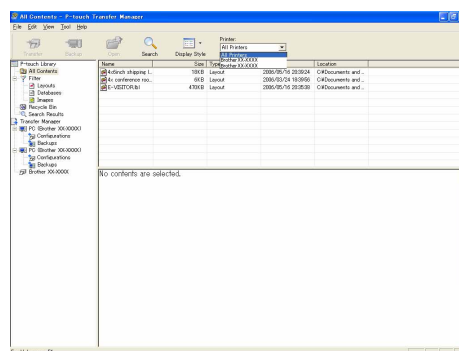 All Contents - P-touch Transfer Manager
File Edit View Tool Help
Transfer Backup Open Search Display Style
Printer:
All Printers
All Printers
Brother XX-XXXX
Brother XX-XXXX
P-touch Library
All Contents
Filter
Layouts
Databases
Images
Recycle Bin
Search Results
Transfer Manager
PC (Brother XX-XXXX)
Configurations
Backups
PC (Brother XX-XXXX)
Configurations
Backups
Brother XX-XXXX
Name Size Type Location
4x6inch shipping l... 18KB Layout 2006/05/16 20:39:24 C:¥Documents and ...
4x conference roo... 6KB Layout 2006/03/24 18:39:56 C:¥Documents and ...
E-VISITOR.lbl 470KB Layout 2006/05/16 20:35:38 C:¥Documents and ...
No contents are selected.